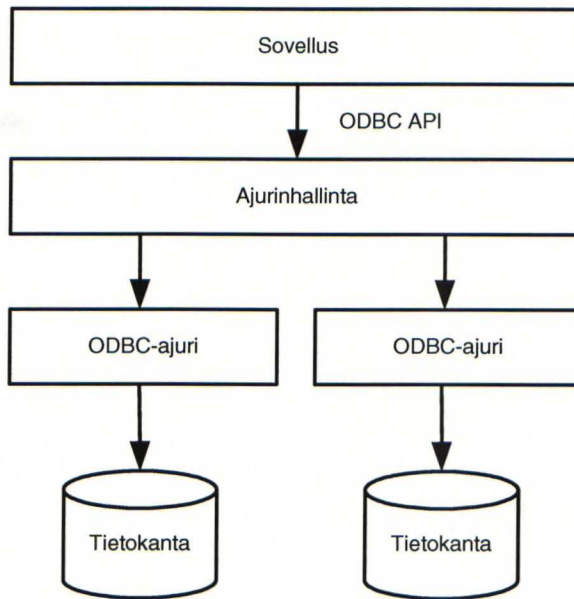 Sovellus
ODBC API
Ajurinhallinta
ODBC-ajuri
ODBC-ajuri
Tietokanta
Tietokanta